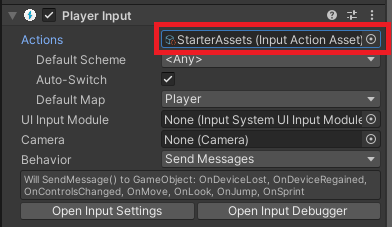 Player Input
Actions StarterAssets (Input Action Asset)
Default Scheme <Any>
Auto-Switch
Default Map Player
UI Input Module None (Input System UI Input Module
Camera None (Camera)
Behavior Send Messages
Will SendMessage() to GameObject: OnDeviceLost, OnDeviceRegained,
OnControlsChanged, OnMove, OnLook, OnJump, OnSprint
Open Input Settings Open Input Debugger